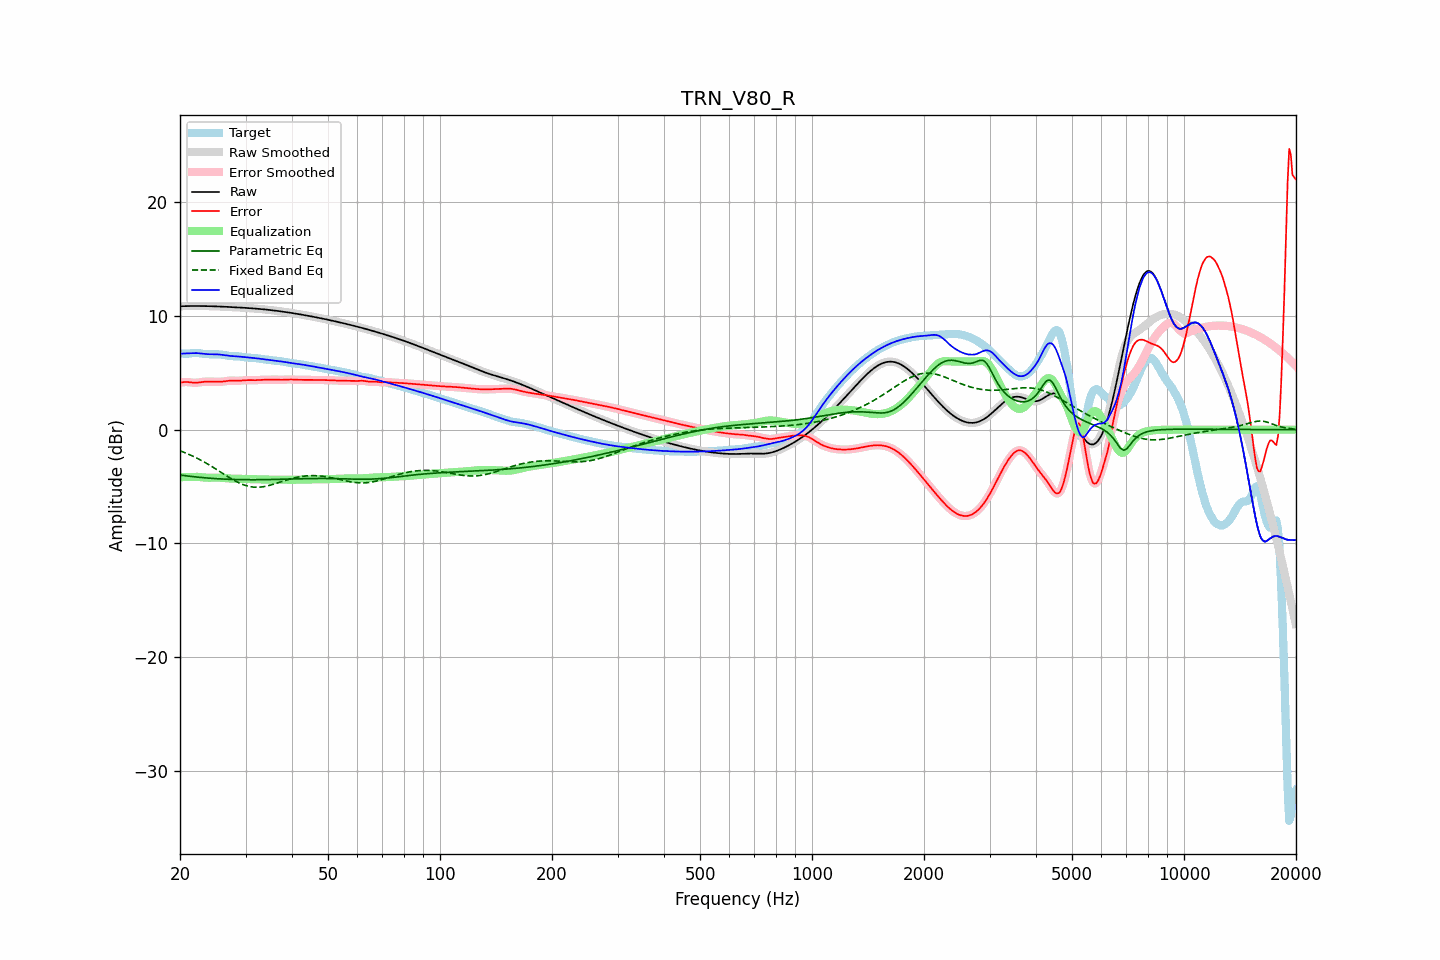 TRN_V80_R
Target
Raw Smoothed
Error Smoothed
Raw
Error
Equalization
Parametric Eq
Fixed Band Eq
Equalized
20
10
0
−10
−20
−30
Amplitude (dBr)
20 50 100 200 500 1000 2000 5000 10000 20000
Frequency (Hz)